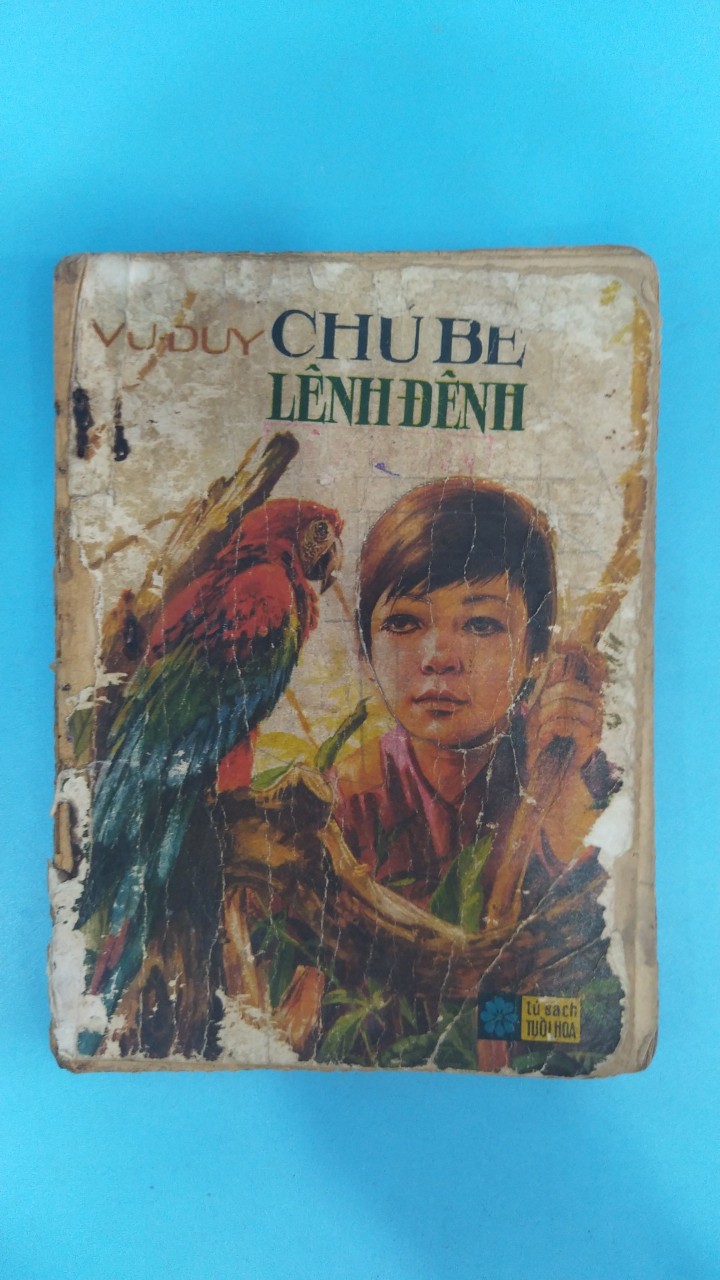 VŨ DUY
CHÚ BÉ
LÊNH ĐÊNH
tủ sách
TUỔI HOA